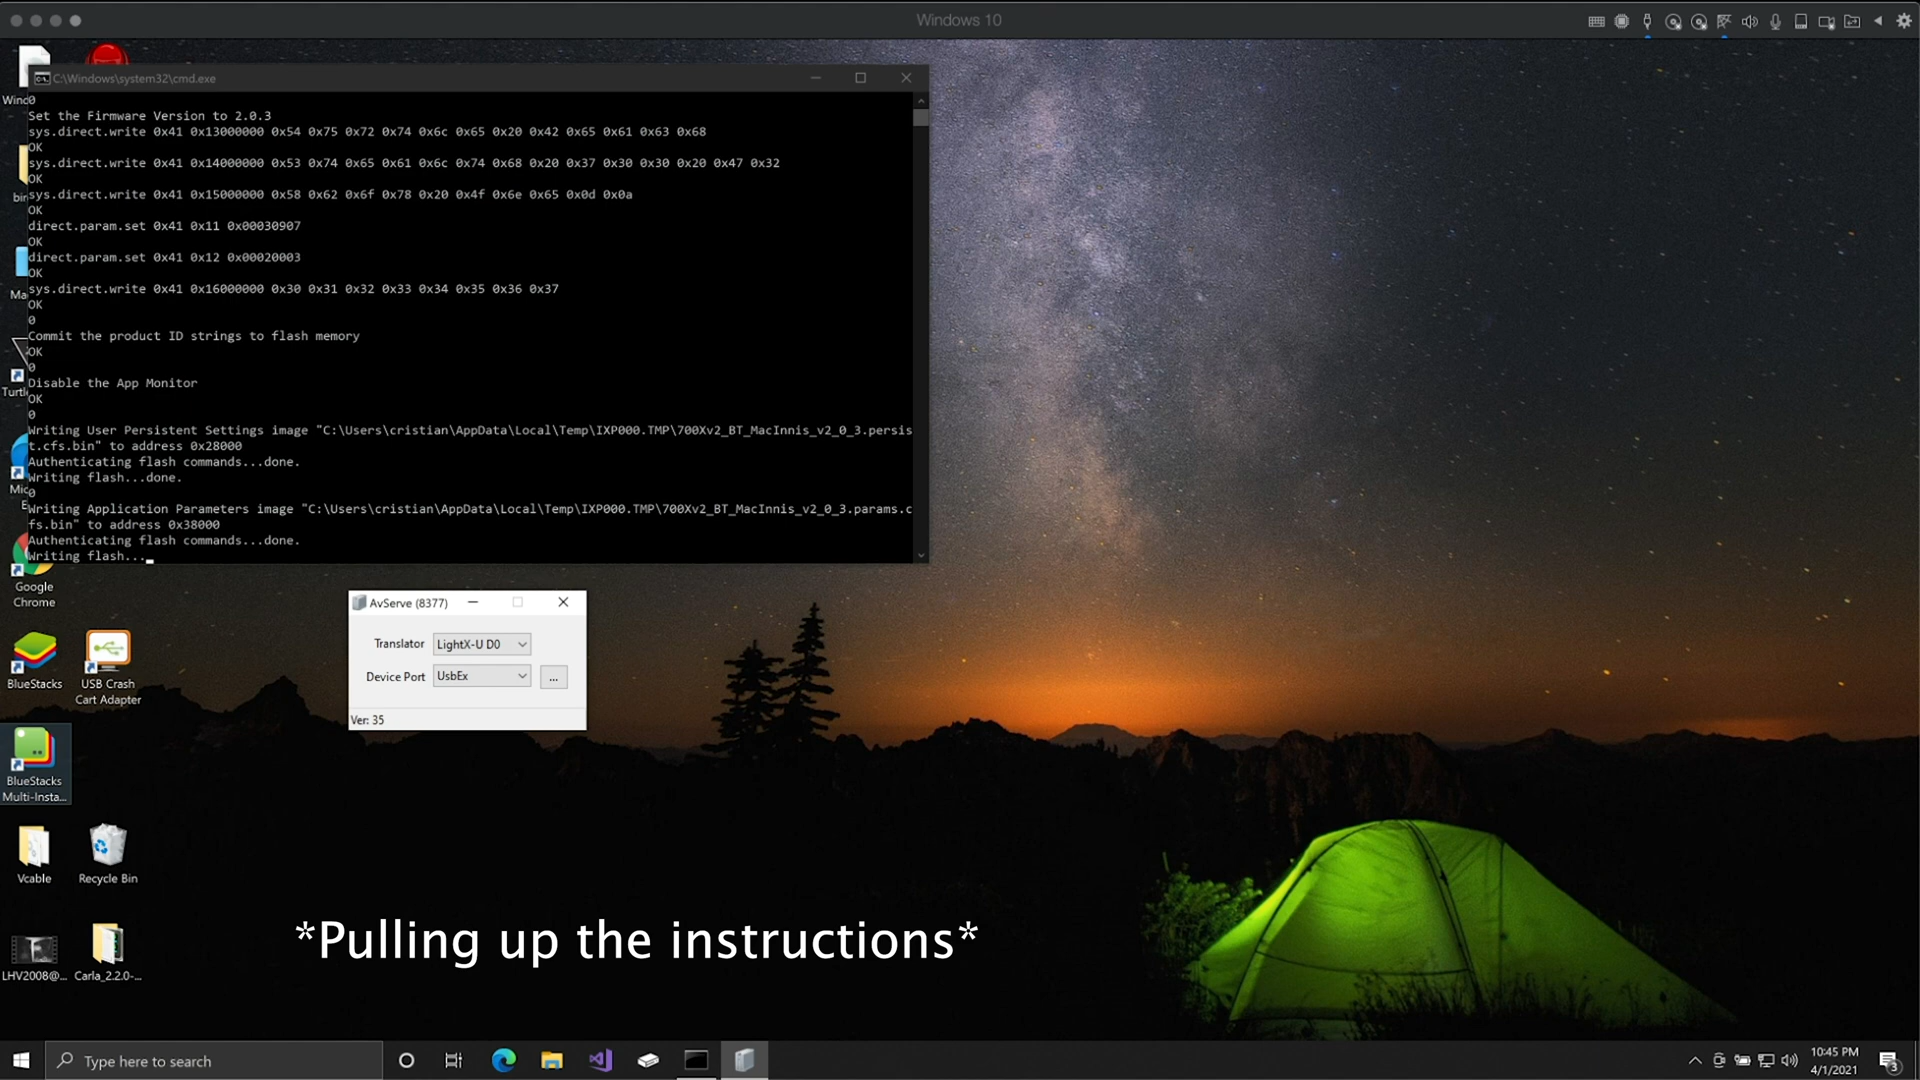 Windows 10
C:\Windows\system32\cmd.exe
0
Set the Firmware Version to 2.0.3
sys.direct.write 0x41 0x13000000 0x54 0x75 0x72 0x74 0x6c 0x65 0x20 0x42 0x65 0x61 0x63 0x68
OK
sys.direct.write 0x41 0x14000000 0x53 0x74 0x65 0x61 0x6c 0x74 0x68 0x20 0x37 0x30 0x30 0x20 0x47 0x32
OK
sys.direct.write 0x41 0x15000000 0x58 0x62 0x6f 0x78 0x20 0x4f 0x6e 0x65 0x0d 0x0a
OK
direct.param.set 0x41 0x11 0x00030907
OK
direct.param.set 0x41 0x12 0x00020003
OK
sys.direct.write 0x41 0x16000000 0x30 0x31 0x32 0x33 0x34 0x35 0x36 0x37
OK
0
Commit the product ID strings to flash memory
OK
0
Disable the App Monitor
OK
0
Writing User Persistent Settings image "C:\Users\cristian\AppData\Local\Temp\IXP000.TMP\700Xv2_BT_MacInnis_v2_0_3.persis
t.cfs.bin" to address 0x28000
Authenticating flash commands...done.
Writing flash...done.
0
Writing Application Parameters image "C:\Users\cristian\AppData\Local\Temp\IXP000.TMP\700Xv2_BT_MacInnis_v2_0_3.params.c
fs.bin" to address 0x38000
Authenticating flash commands...done.
Writing flash...
Google
Chrome
AvServe (8377)
Translator LightX-U D0
Device Port UsbEx ...
Ver: 35
BlueStacks
USB Crash
Cart Adapter
BlueStacks
Multi-Insta...
Vcable
Recycle Bin
LHV2008@...
Carla_2.2.0-...
*Pulling up the instructions*
Type here to search
10:45 PM
4/1/2021
3